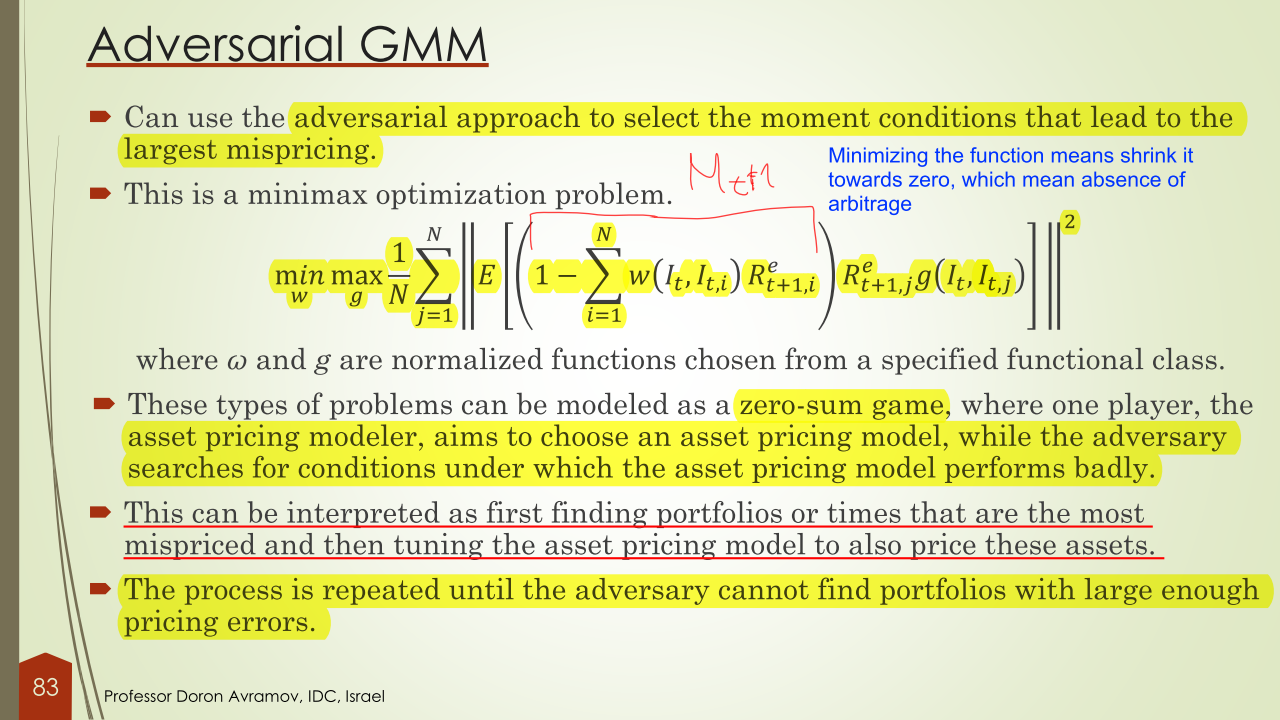 Adversarial GMM
Can use the adversarial approach to select the moment conditions that lead to the
largest mispricing.
M_{t+1}
Minimizing the function means shrink it
towards zero, which mean absence of
arbitrage
This is a minimax optimization problem.
\min_{w} \max_{g} \frac{1}{N} \sum_{j=1}^{N} \left\| E\left[ \left( 1 - \sum_{i=1}^{N} w(I_t, I_{t,i}) R^e_{t+1,i} \right) R^e_{t+1,j} g(I_t, I_{t,j}) \right] \right\|^2
where ω and g are normalized functions chosen from a specified functional class.
These types of problems can be modeled as a zero-sum game, where one player, the
asset pricing modeler, aims to choose an asset pricing model, while the adversary
searches for conditions under which the asset pricing model performs badly.
This can be interpreted as first finding portfolios or times that are the most
mispriced and then tuning the asset pricing model to also price these assets.
The process is repeated until the adversary cannot find portfolios with large enough
pricing errors.
83
Professor Doron Avramov, IDC, Israel